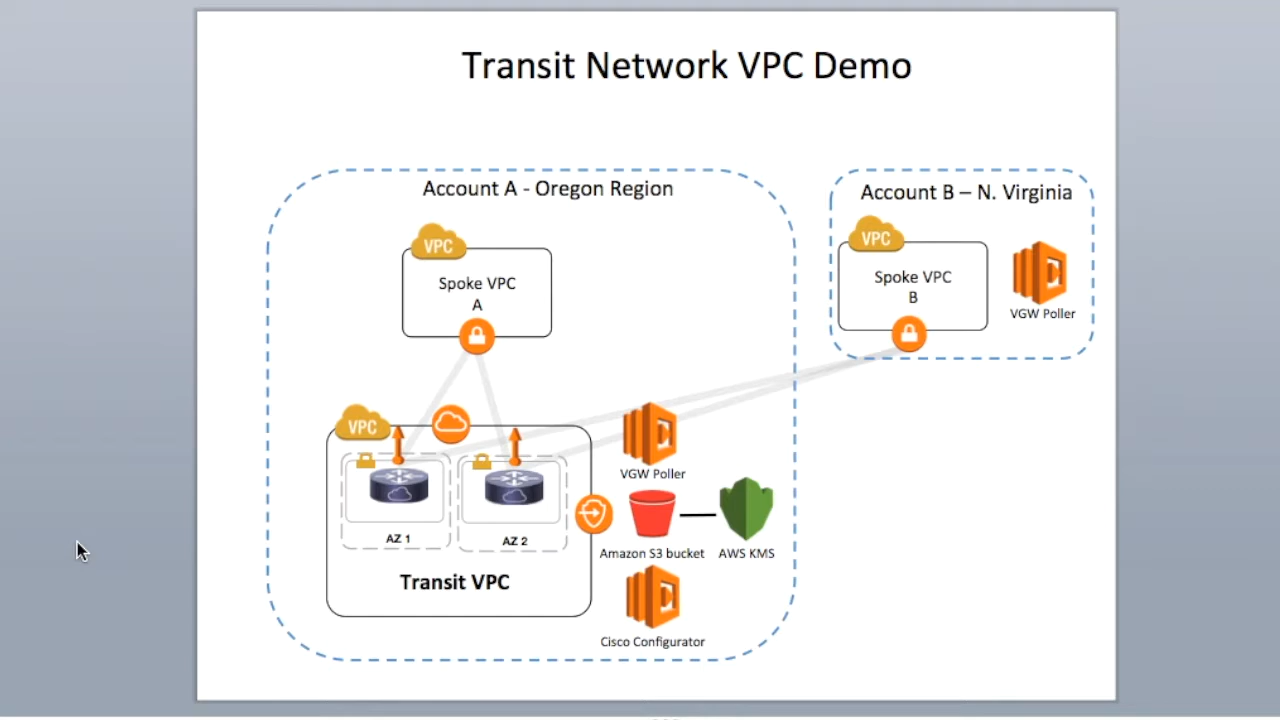 Transit Network VPC Demo
Account A - Oregon Region
VPC
Spoke VPC
A
Account B – N. Virginia
VPC
Spoke VPC
B
VGW Poller
VPC
AZ 1
AZ 2
Transit VPC
VGW Poller
Amazon S3 bucket
AWS KMS
Cisco Configurator